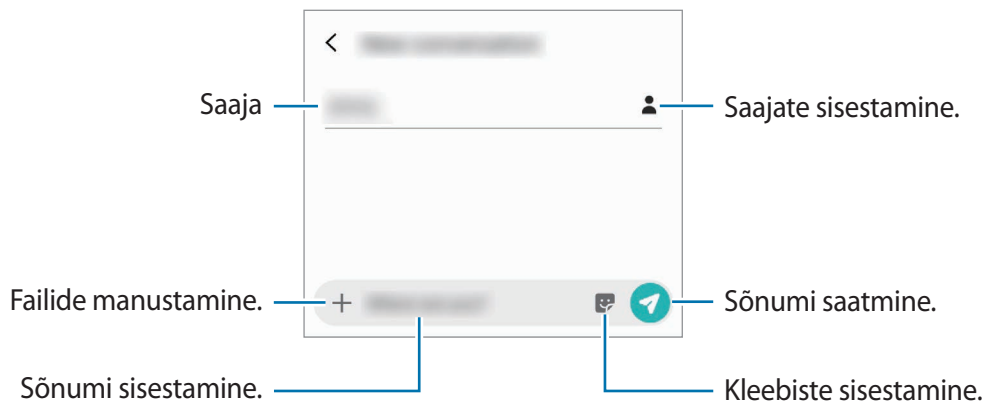 Saaja
Saajate sisestamine.
Failide manustamine.
Sõnumi saatmine.
Sõnumi sisestamine.
Kleebiste sisestamine.